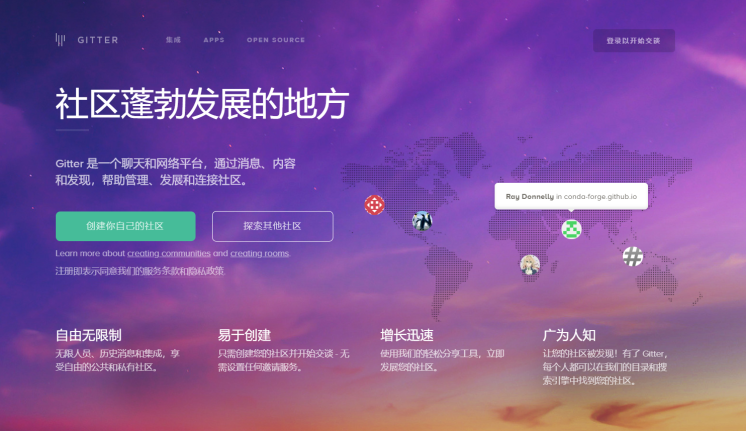 GITTER
集成
APPS
OPEN SOURCE
登录以开始交谈
社区蓬勃发展的地方
Gitter 是一个聊天和网络平台，通过消息、内容
和发现，帮助管理、发展和连接社区。
Ray Donnelly in conda-forge.github.io
创建你自己的社区
探索其他社区
Learn more about creating communities and creating rooms.
注册即表示同意我们的服务条款和隐私政策.
自由无限制
无限人员、历史消息和集成，享
受自由的公共和私有社区。
易于创建
只需创建您的社区并开始交谈 - 无
需设置任何邀请服务。
增长迅速
使用我们的轻松分享工具，立即
发展您的社区。
广为人知
让您的社区被发现！有了 Gitter，
每个人都可以在我们的目录和搜
索引擎中找到您的社区。